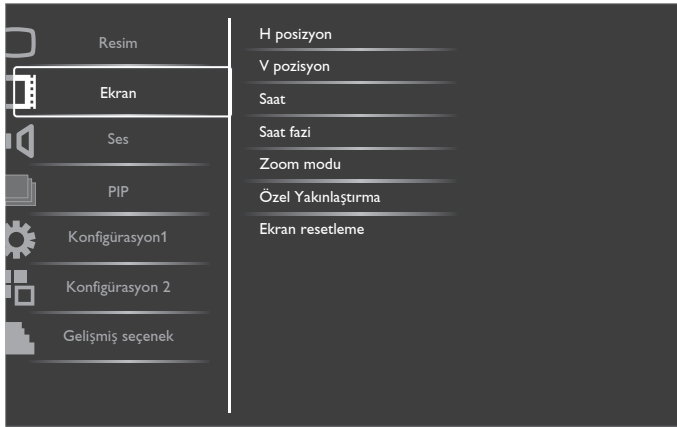 Resim
Ekran
Ses
PIP
Konfigürasyon1
Konfigürasyon 2
Gelişmiş seçenek
H posizyon
V pozisyon
Saat
Saat fazi
Zoom modu
Özel Yakınlaştırma
Ekran resetleme